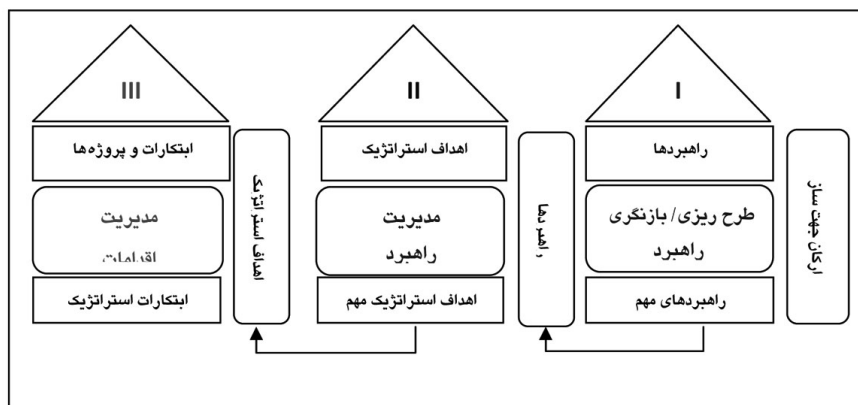 I
راهبردها
طرح ریزی/ بازنگری
راهبرد
راهبردهای مهم
ارکان جهت ساز
II
اهداف استراتژیک
مدیریت
راهبرد
اهداف استراتژیک مهم
راهبردها
III
ابتکارات و پروژه‌ها
مدیریت
اقدامات
ابتکارات استراتژیک
اهداف استراتژیک